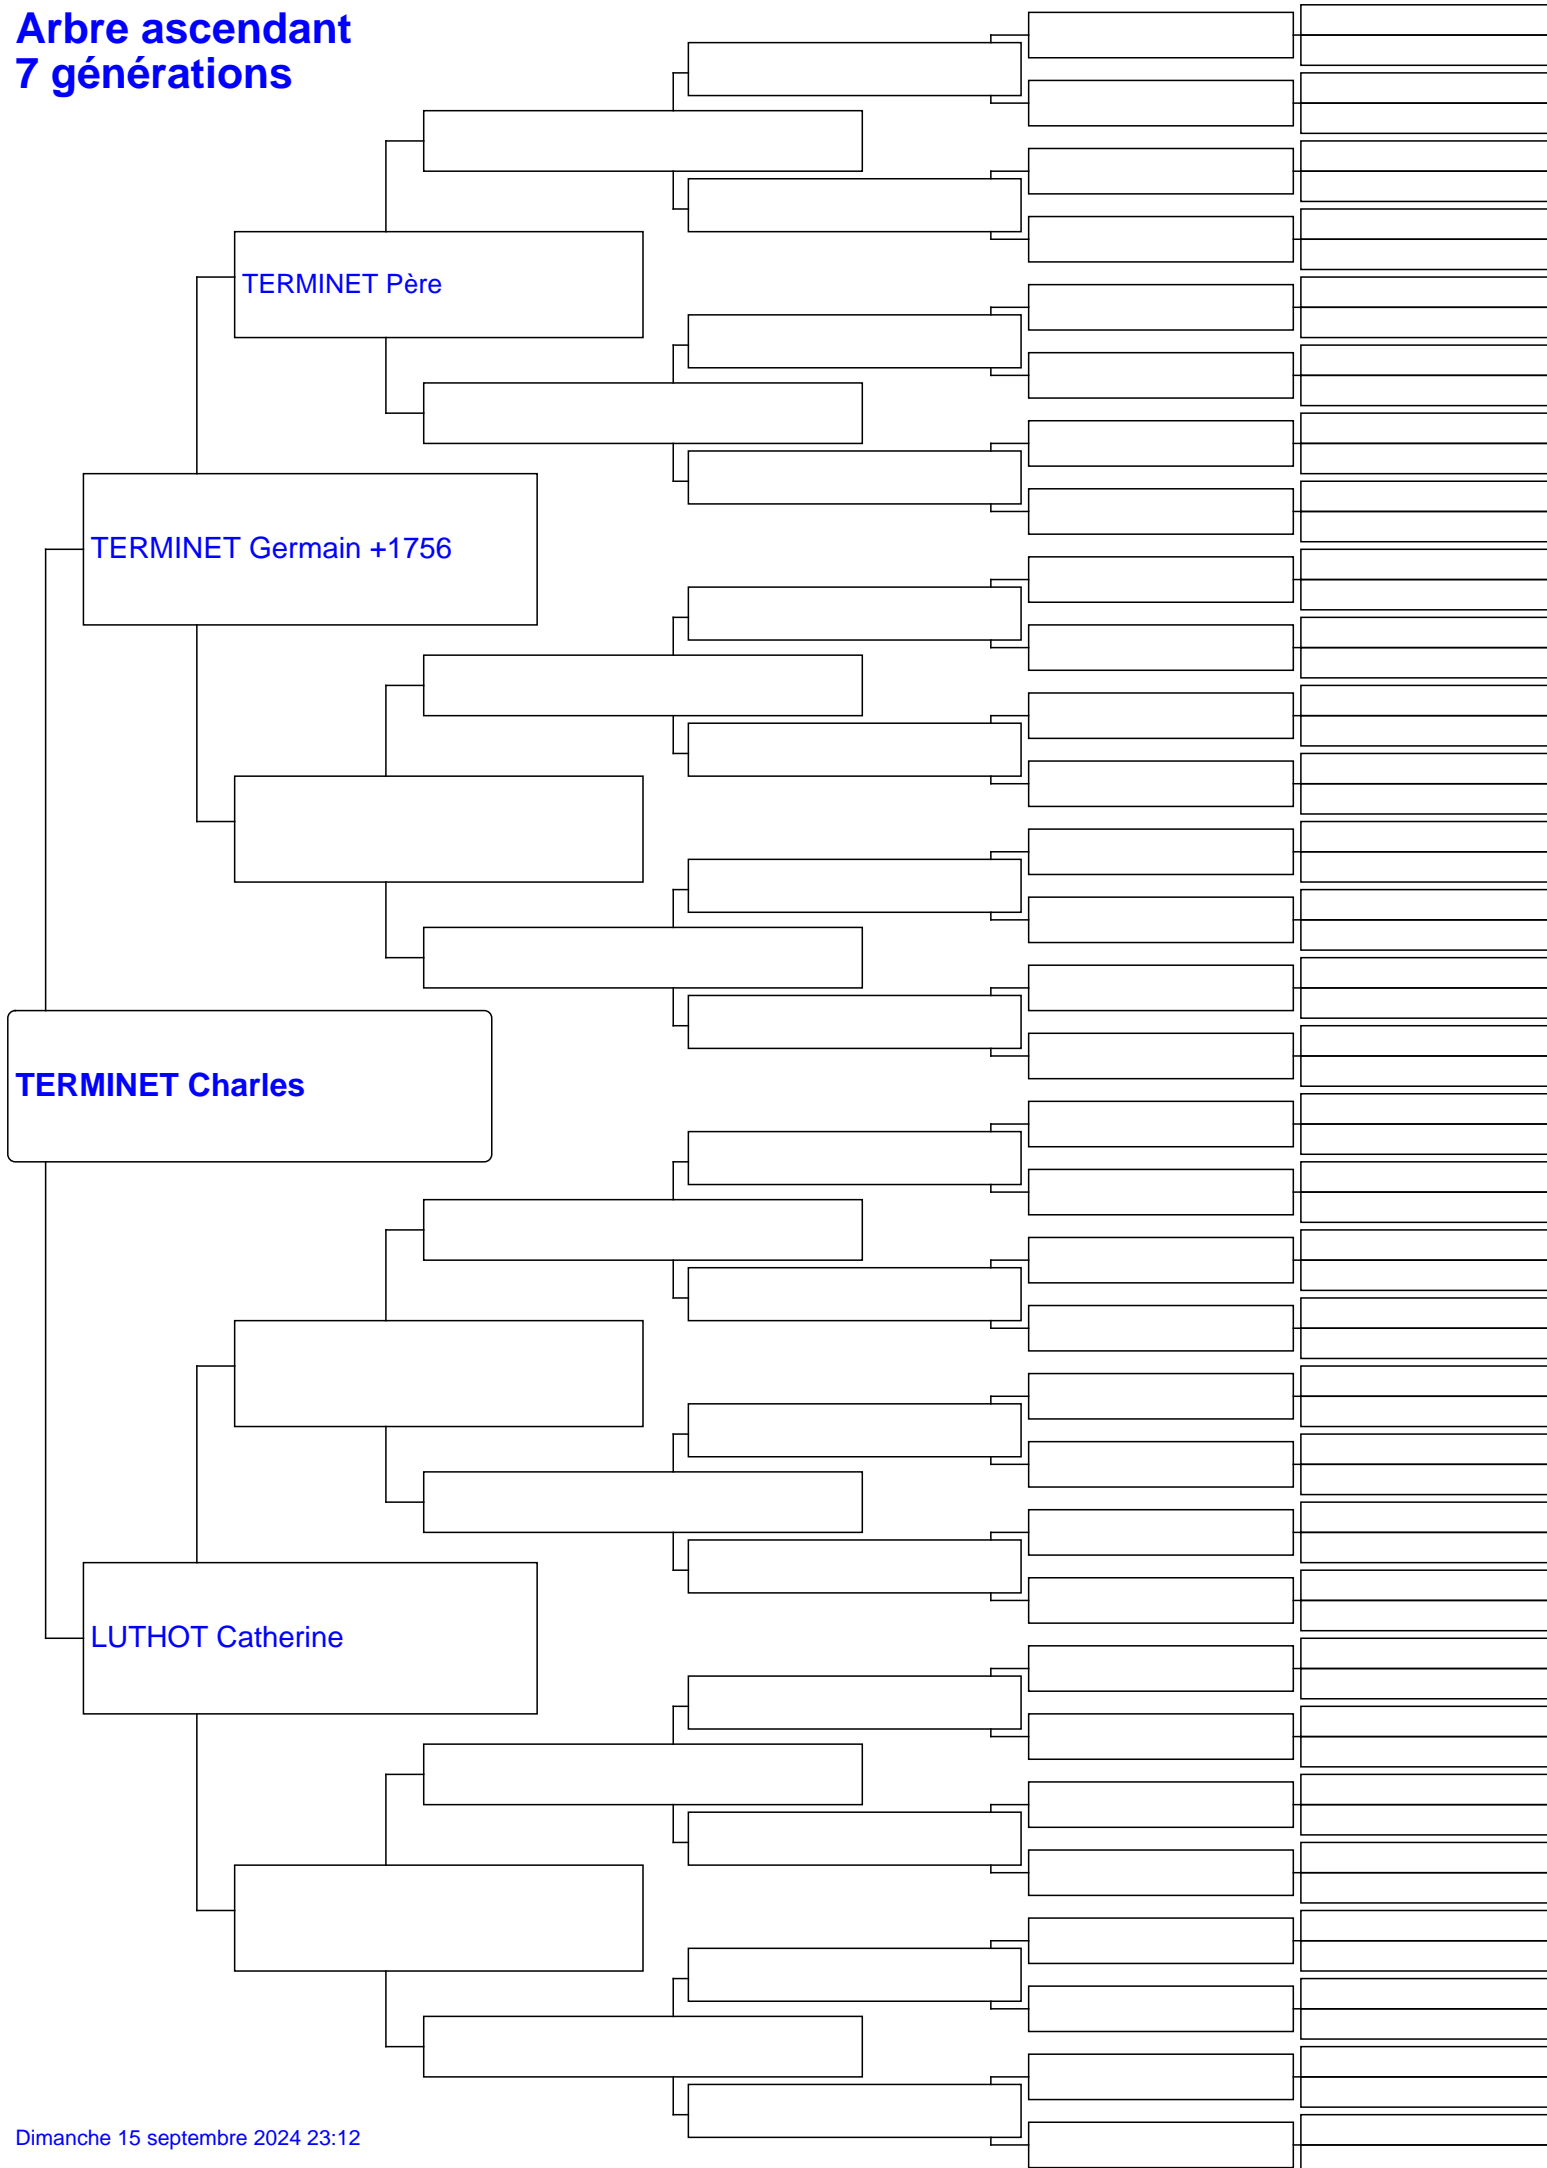 Arbre ascendant
7 générations
TERMINET Père
TERMINET Germain +1756
TERMINET Charles
LUTHOT Catherine
Dimanche 15 septembre 2024 23:12